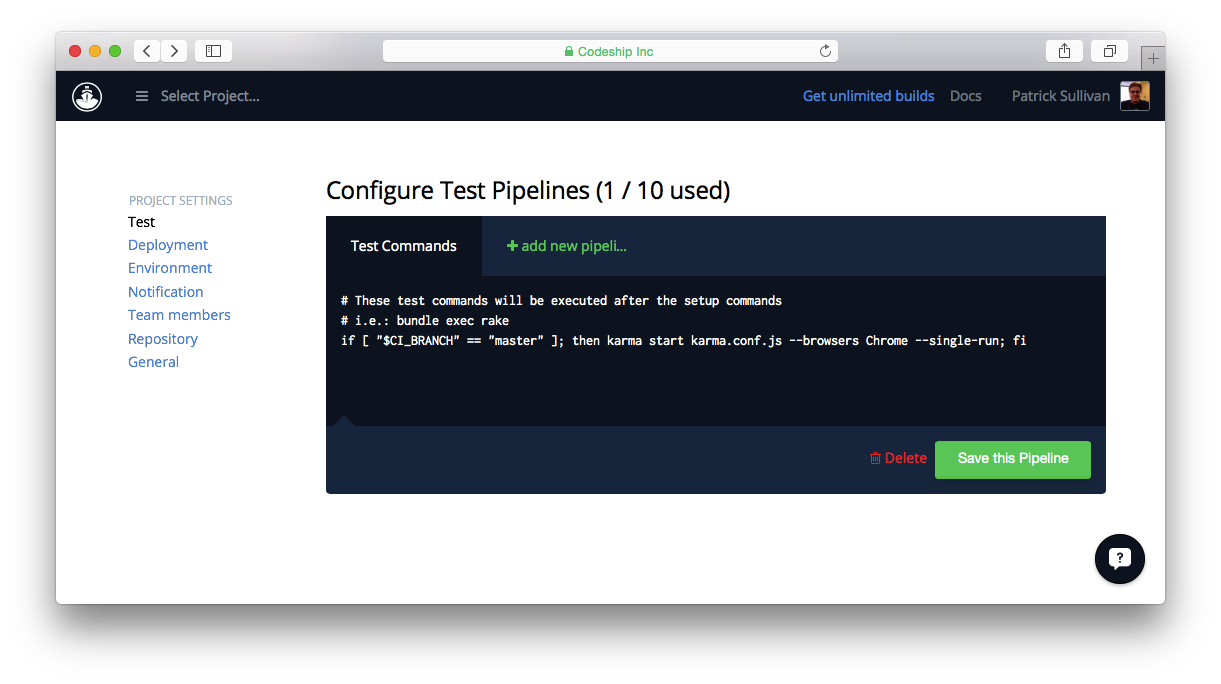 Codeship Inc
Select Project...
Get unlimited builds
Docs
Patrick Sullivan
PROJECT SETTINGS
Test
Deployment
Environment
Notification
Team members
Repository
General
Configure Test Pipelines (1 / 10 used)
Test Commands
+ add new pipeli...
# These test commands will be executed after the setup commands
# i.e.: bundle exec rake
if [ "$CI_BRANCH” == "master” ]; then karma start karma.conf.js --browsers Chrome --single-run; fi
Delete
Save this Pipeline
?